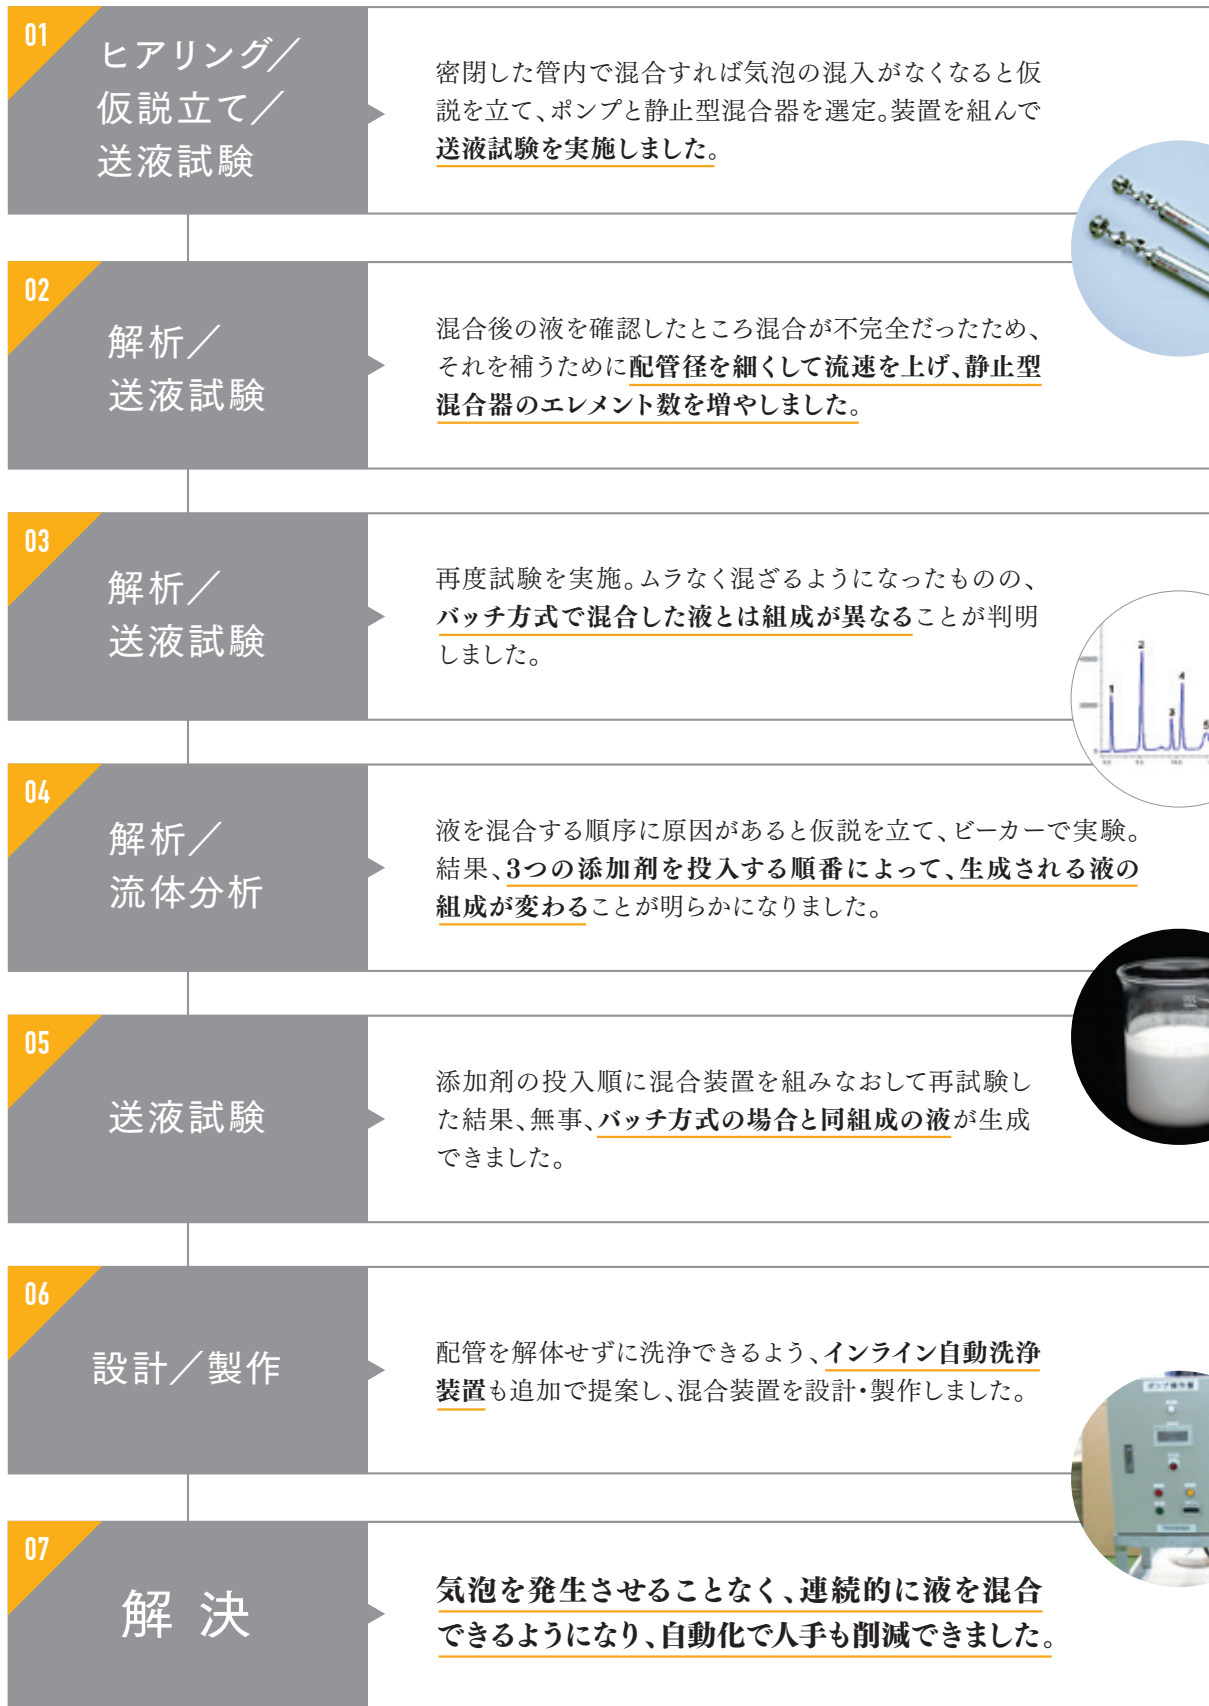 01
ヒアリング／
仮説立て／
送液試験
密閉した管内で混合すれば気泡の混入がなくなると仮
説を立て、ポンプと静止型混合器を選定。装置を組んで
送液試験を実施しました。
02
解析／
送液試験
混合後の液を確認したところ混合が不完全だったため、
それを補うために配管径を細くして流速を上げ、静止型
混合器のエレメント数を増やしました。
03
解析／
送液試験
再度試験を実施。ムラなく混ざるようになったものの、
バッチ方式で混合した液とは組成が異なることが判明
しました。
2
4
1
3
5
04
解析／
流体分析
液を混合する順序に原因があると仮説を立て、ビーカーで実験。
結果、3つの添加剤を投入する順番によって、生成される液の
組成が変わることが明らかになりました。
05
送液試験
添加剤の投入順に混合装置を組みなおして再試験し
た結果、無事、バッチ方式の場合と同組成の液が生成
できました。
06
設計／製作
配管を解体せずに洗浄できるよう、インライン自動洗浄
装置も追加で提案し、混合装置を設計・製作しました。
ポンプ操作盤
07
解決
気泡を発生させることなく、連続的に液を混合
できるようになり、自動化で人手も削減できました。